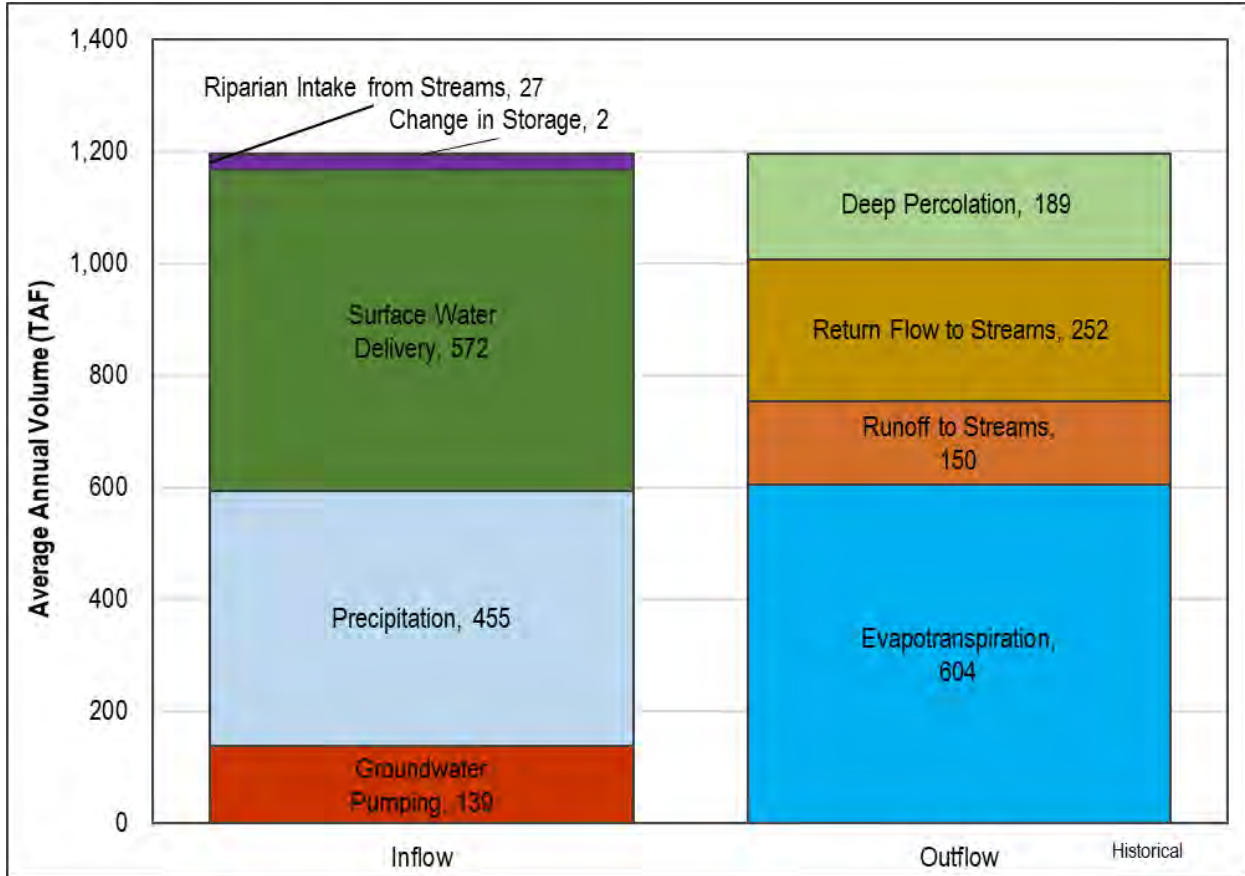 1,400
1,200
1,000
800
600
400
200
0
Average Annual Volume (TAF)
Riparian Intake from Streams, 27
Change in Storage, 2
Surface Water
Delivery, 572
Precipitation, 455
Groundwater
Pumping, 139
Deep Percolation, 189
Return Flow to Streams, 252
Runoff to Streams,
150
Evapotranspiration,
604
Inflow
Outflow
Historical